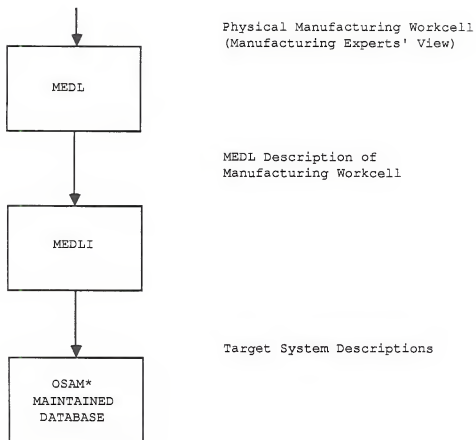 Physical Manufacturing Workcell
(Manufacturing Experts' View)
MEDL
MEDL Description of
Manufacturing Workcell
MEDLI
Target System Descriptions
OSAM*
MAINTAINED
DATABASE